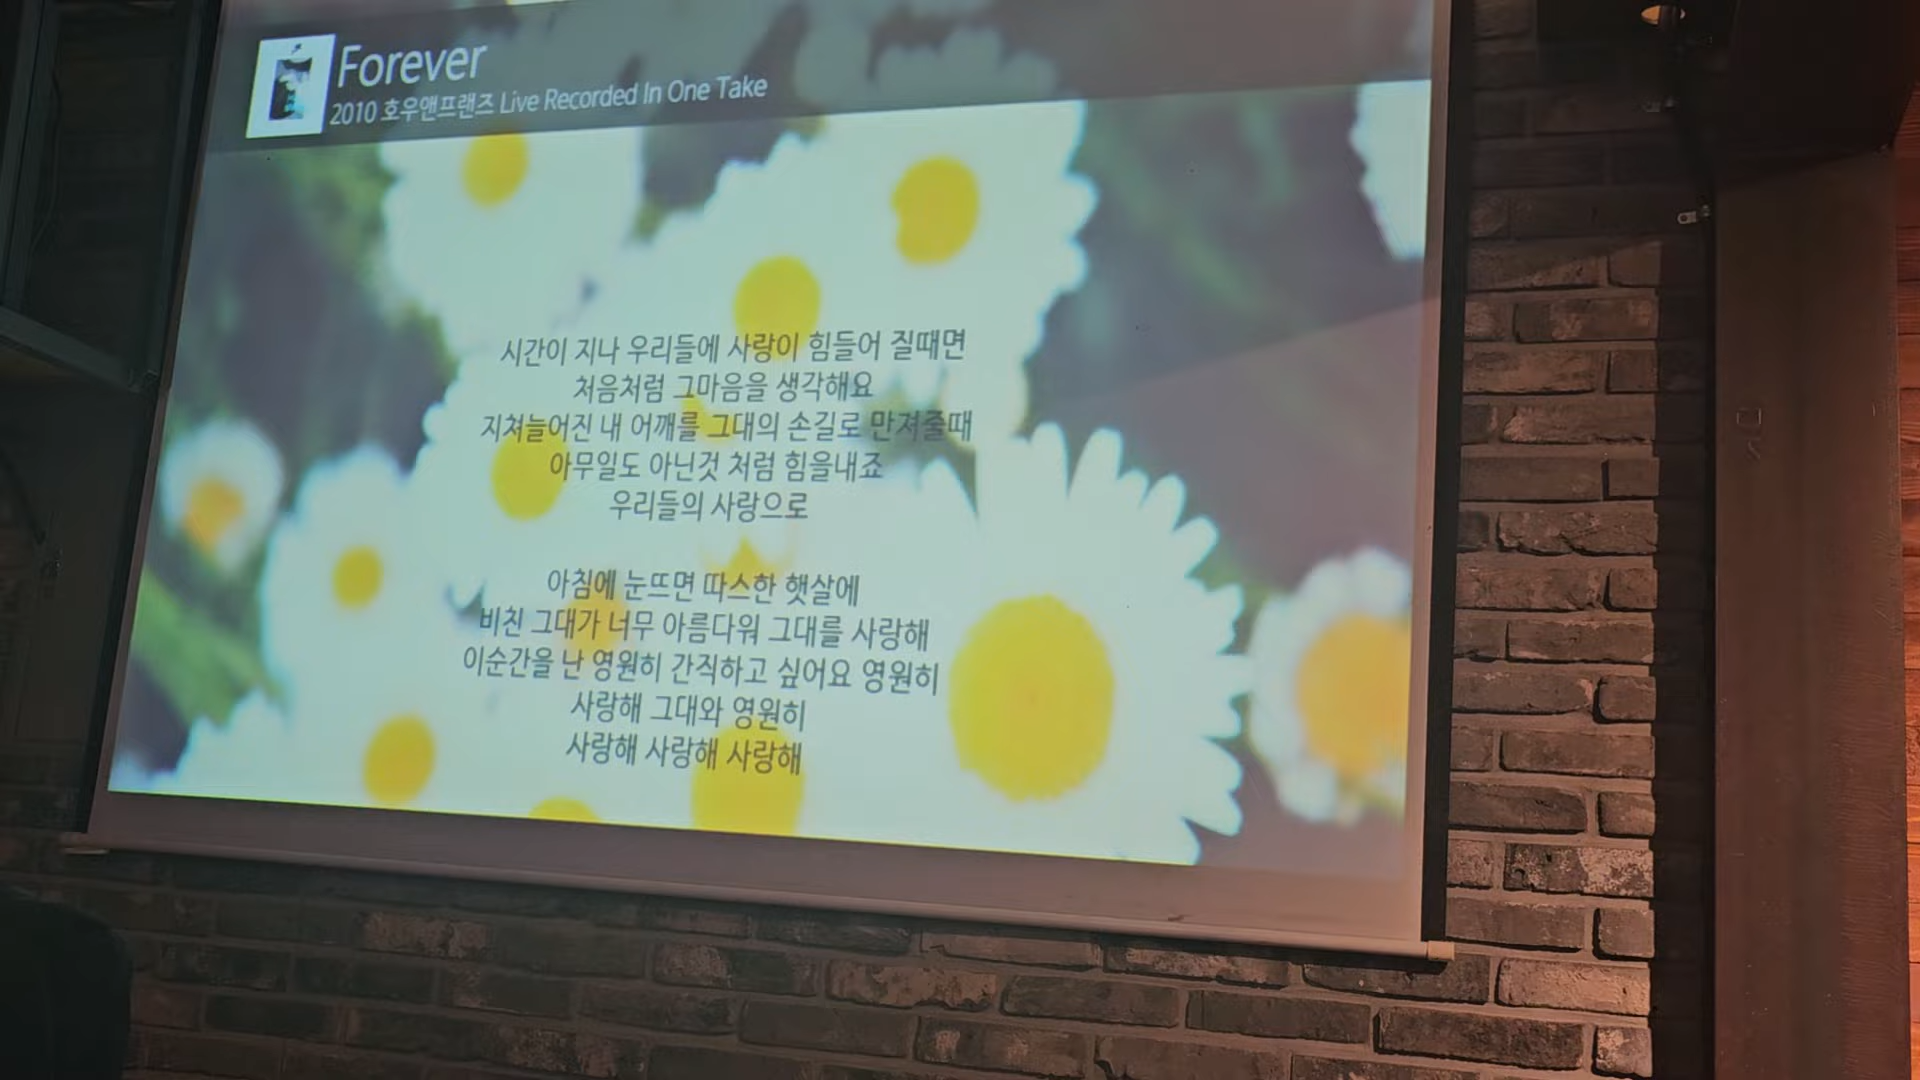 Forever
2010 호우앤프랜즈 Live Recorded In One Take
시간이 지나 우리들에 사랑이 힘들어 질때면
처음처럼 그마음을 생각해요
지쳐늘어진 내 어깨를 그대의 손길로 만져줄때
아무일도 아닌것 처럼 힘을내죠
우리들의 사랑으로
아침에 눈뜨면 따스한 햇살에
비친 그대가 너무 아름다워 그대를 사랑해
이순간을 난 영원히 간직하고 싶어요 영원히
사랑해 그대와 영원히
사랑해 사랑해 사랑해